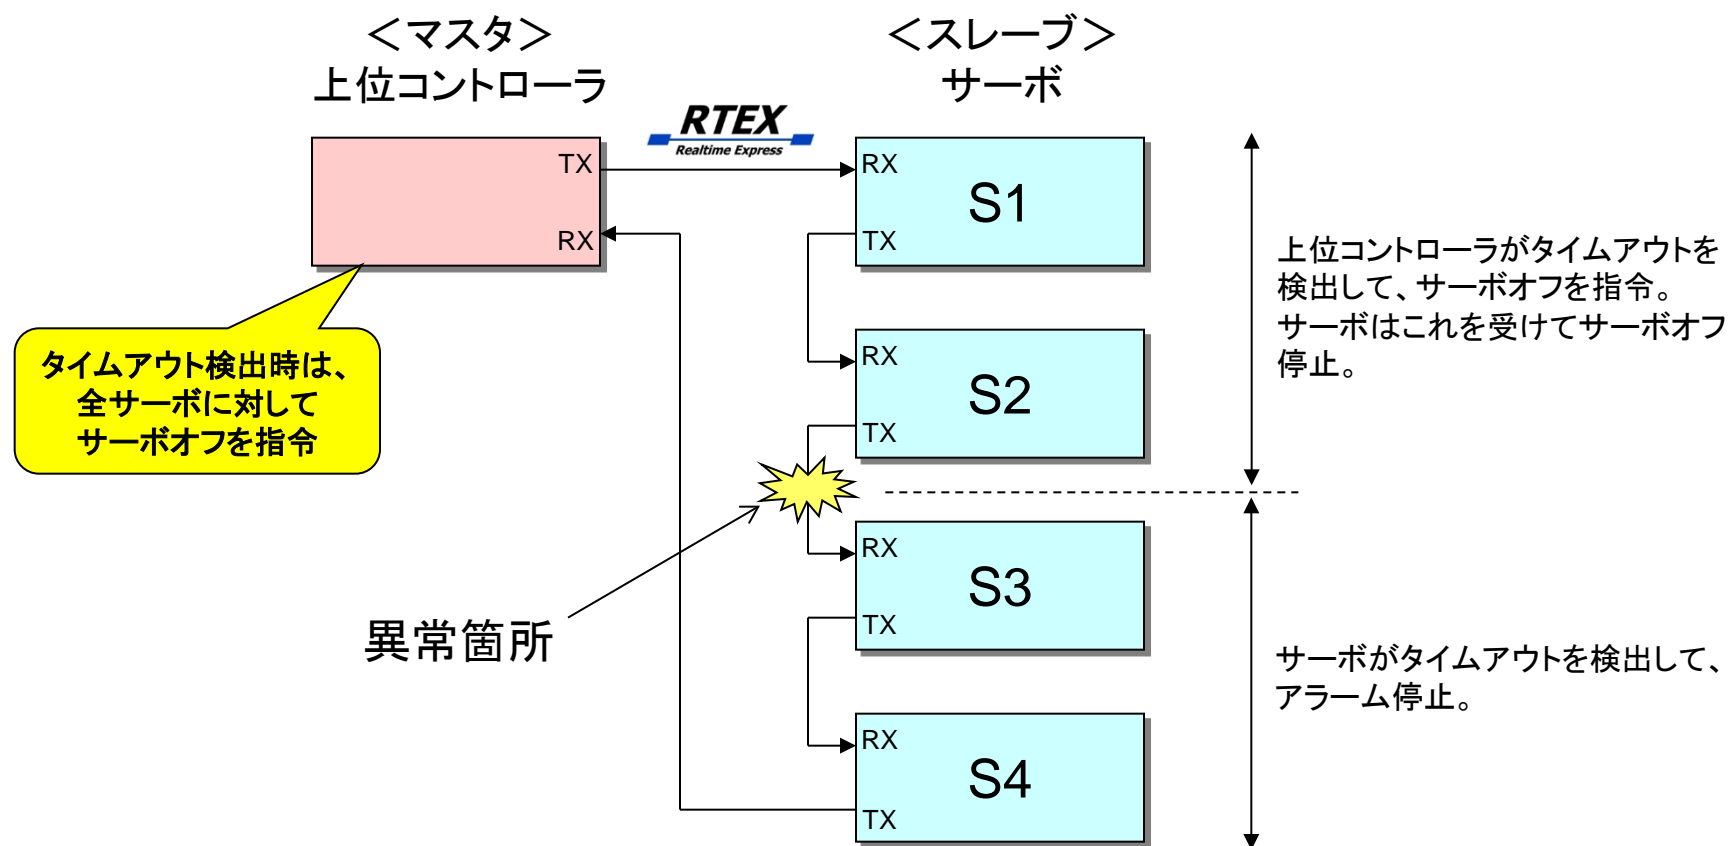 ＜マスタ＞
上位コントローラ
＜スレーブ＞
サーボ
RTEX
Realtime Express
TX
RX
RX
S1
TX
RX
S2
TX
RX
S3
TX
RX
S4
TX
タイムアウト検出時は、
全サーボに対して
サーボオフを指令
異常箇所
上位コントローラがタイムアウトを
検出して、サーボオフを指令。
サーボはこれを受けてサーボオフ
停止。
サーボがタイムアウトを検出して、
アラーム停止。